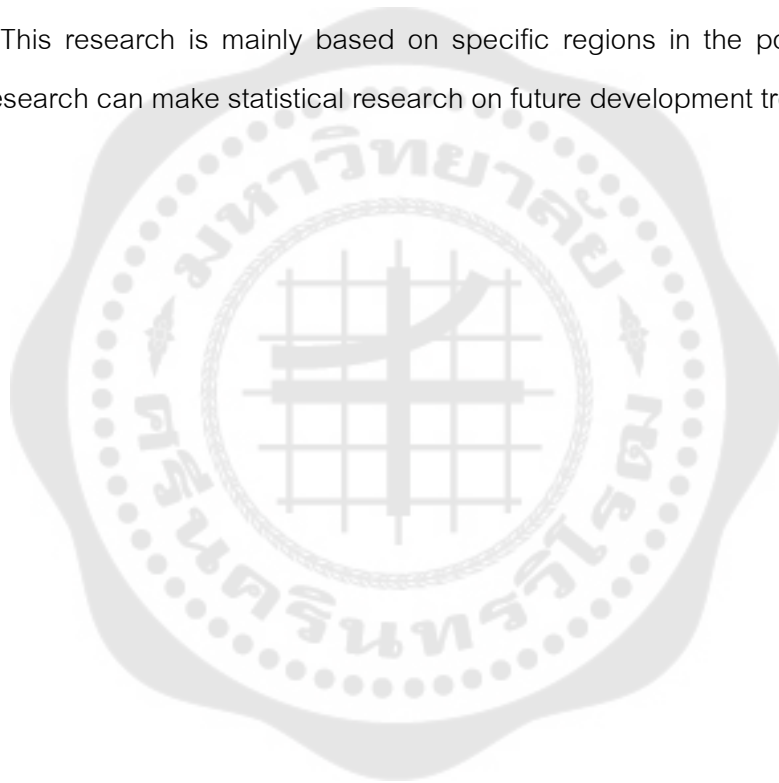 This research is mainly based on specific regions in the po
esearch can make statistical research on future development tr
มหาวิทยาลัย
ศรีนครินทรวิโรฒ